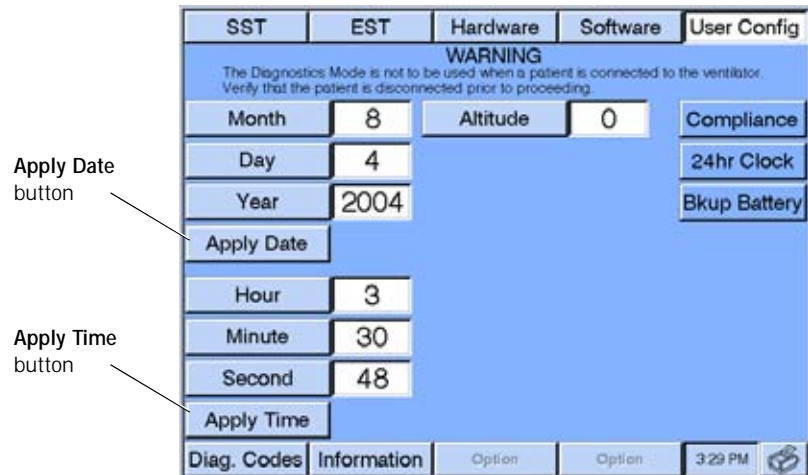 SST EST Hardware Software User Config
WARNING
The Diagnostics Mode is not to be used when a patient is connected to the ventilator.
Verify that the patient is disconnected prior to proceeding.
Month 8 Altitude 0 Compliance
Day 4 24hr Clock
Year 2004 Bkup Battery
Apply Date
Hour 3
Minute 30
Second 48
Apply Time
Diag. Codes Information Option Option 3:29 PM
Apply Date
button
Apply Time
button